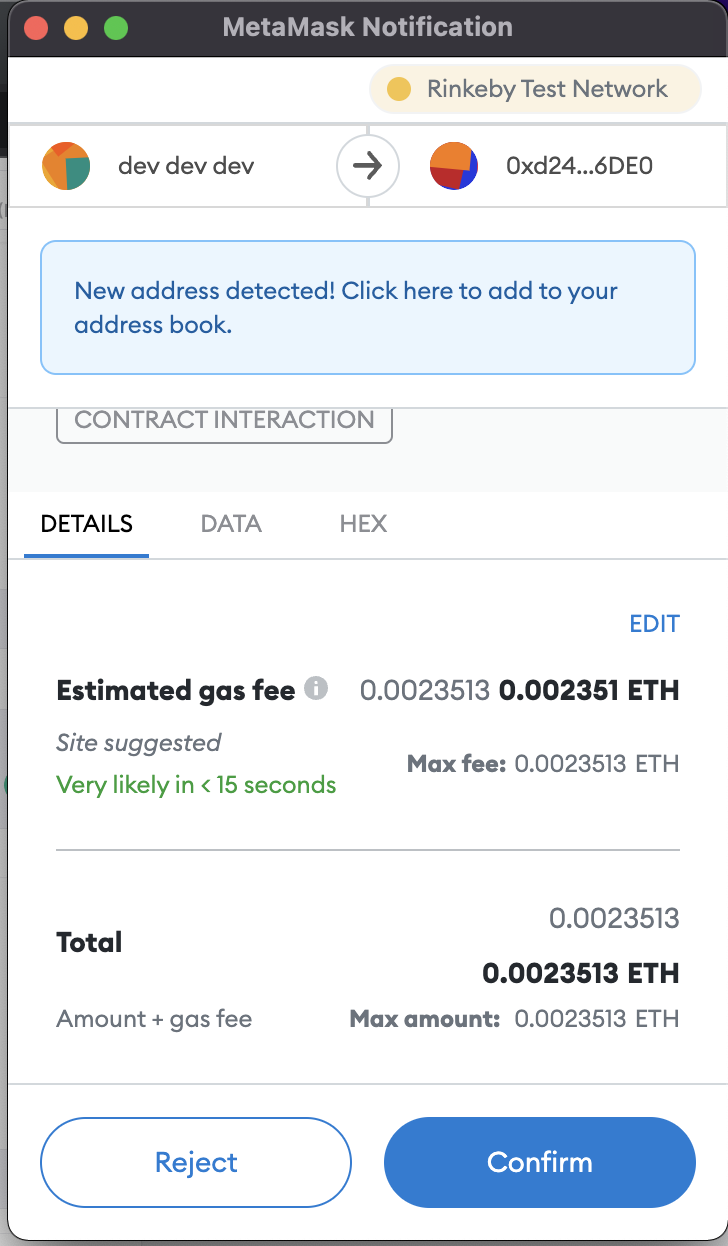 MetaMask Notification
Rinkeby Test Network
dev dev dev
0xd24...6DE0
New address detected! Click here to add to your
address book.
CONTRACT INTERACTION
DETAILS
DATA
HEX
EDIT
Estimated gas fee
0.0023513 0.002351 ETH
Site suggested
Max fee: 0.0023513 ETH
Very likely in < 15 seconds
0.0023513
Total
0.0023513 ETH
Amount + gas fee
Max amount: 0.0023513 ETH
Reject
Confirm